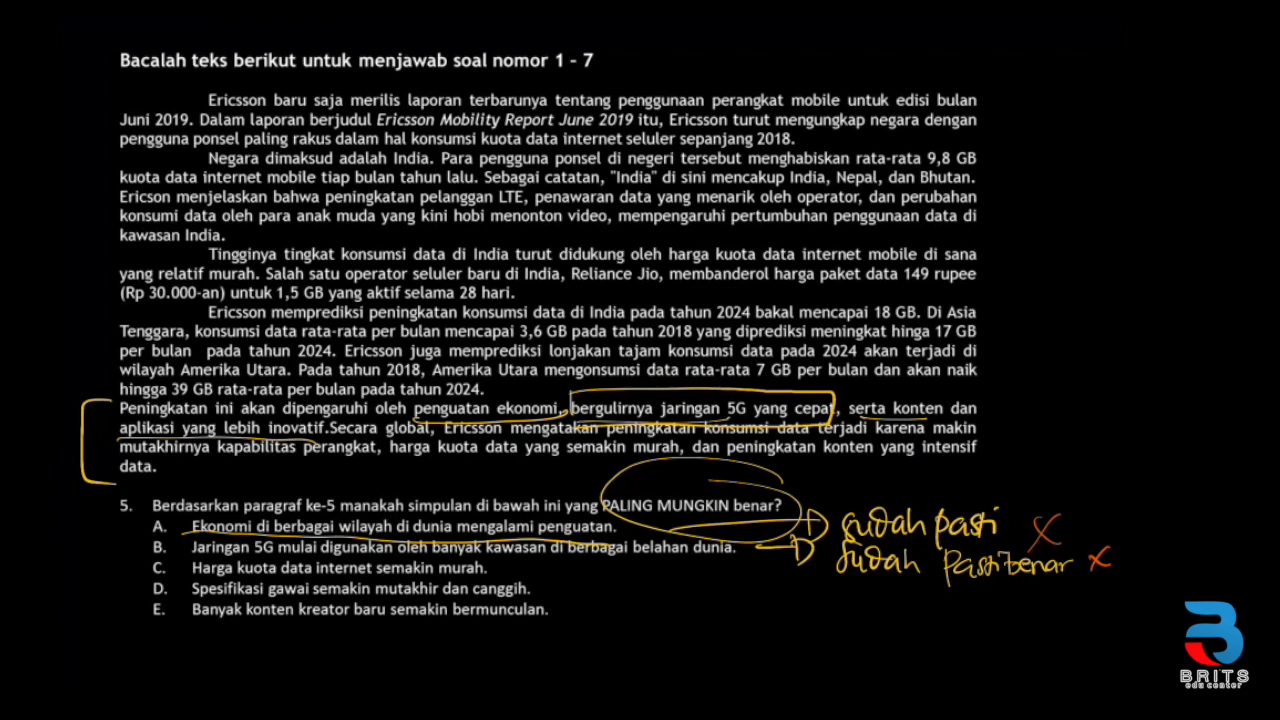 Bacalah teks berikut untuk menjawab soal nomor 1 - 7
Ericsson baru saja merilis laporan terbarunya tentang penggunaan perangkat mobile untuk edisi bulan
Juni 2019. Dalam laporan berjudul Ericsson Mobility Report June 2019 itu, Ericsson turut mengungkap negara dengan
pengguna ponsel paling rakus dalam hal konsumsi kuota data internet seluler sepanjang 2018.
Negara dimaksud adalah India. Para pengguna ponsel di negeri tersebut menghabiskan rata-rata 9,8 GB
kuota data internet mobile tiap bulan tahun lalu. Sebagai catatan, "India" di sini mencakup India, Nepal, dan Bhutan.
Ericson menjelaskan bahwa peningkatan pelanggan LTE, penawaran data yang menarik oleh operator, dan perubahan
konsumi data oleh para anak muda yang kini hobi menonton video, mempengaruhi pertumbuhan penggunaan data di
kawasan India.
Tingginya tingkat konsumsi data di India turut didukung oleh harga kuota data internet mobile di sana
yang relatif murah. Salah satu operator seluler baru di India, Reliance Jio, membanderol harga paket data 149 rupee
(Rp 30.000-an) untuk 1,5 GB yang aktif selama 28 hari.
Ericsson memprediksi peningkatan konsumsi data di India pada tahun 2024 bakal mencapai 18 GB. Di Asia
Tenggara, konsumsi data rata-rata per bulan mencapai 3,6 GB pada tahun 2018 yang diprediksi meningkat hinga 17 GB
per bulan pada tahun 2024. Ericsson juga memprediksi lonjakan tajam konsumsi data pada 2024 akan terjadi di
wilayah Amerika Utara. Pada tahun 2018, Amerika Utara mengonsumsi data rata-rata 7 GB per bulan dan akan naik
hingga 39 GB rata-rata per bulan pada tahun 2024.
Peningkatan ini akan dipengaruhi oleh penguatan ekonomi, bergulirnya jaringan 5G yang cepat, serta konten dan
aplikasi yang lebih inovatif.Secara global, Ericsson mengatakan peningkatan konsumsi data terjadi karena makin
mutakhirnya kapabilitas perangkat, harga kuota data yang semakin murah, dan peningkatan konten yang intensif
data.
5. Berdasarkan paragraf ke-5 manakah simpulan di bawah ini yang PALING MUNGKIN benar?
A. Ekonomi di berbagai wilayah di dunia mengalami penguatan.
sudah pasti X
B. Jaringan 5G mulai digunakan oleh banyak kawasan di berbagai belahan dunia.
sudah pasti benar x
C. Harga kuota data internet semakin murah.
D. Spesifikasi gawai semakin mutakhir dan canggih.
E. Banyak konten kreator baru semakin bermunculan.
BRITS
edu center